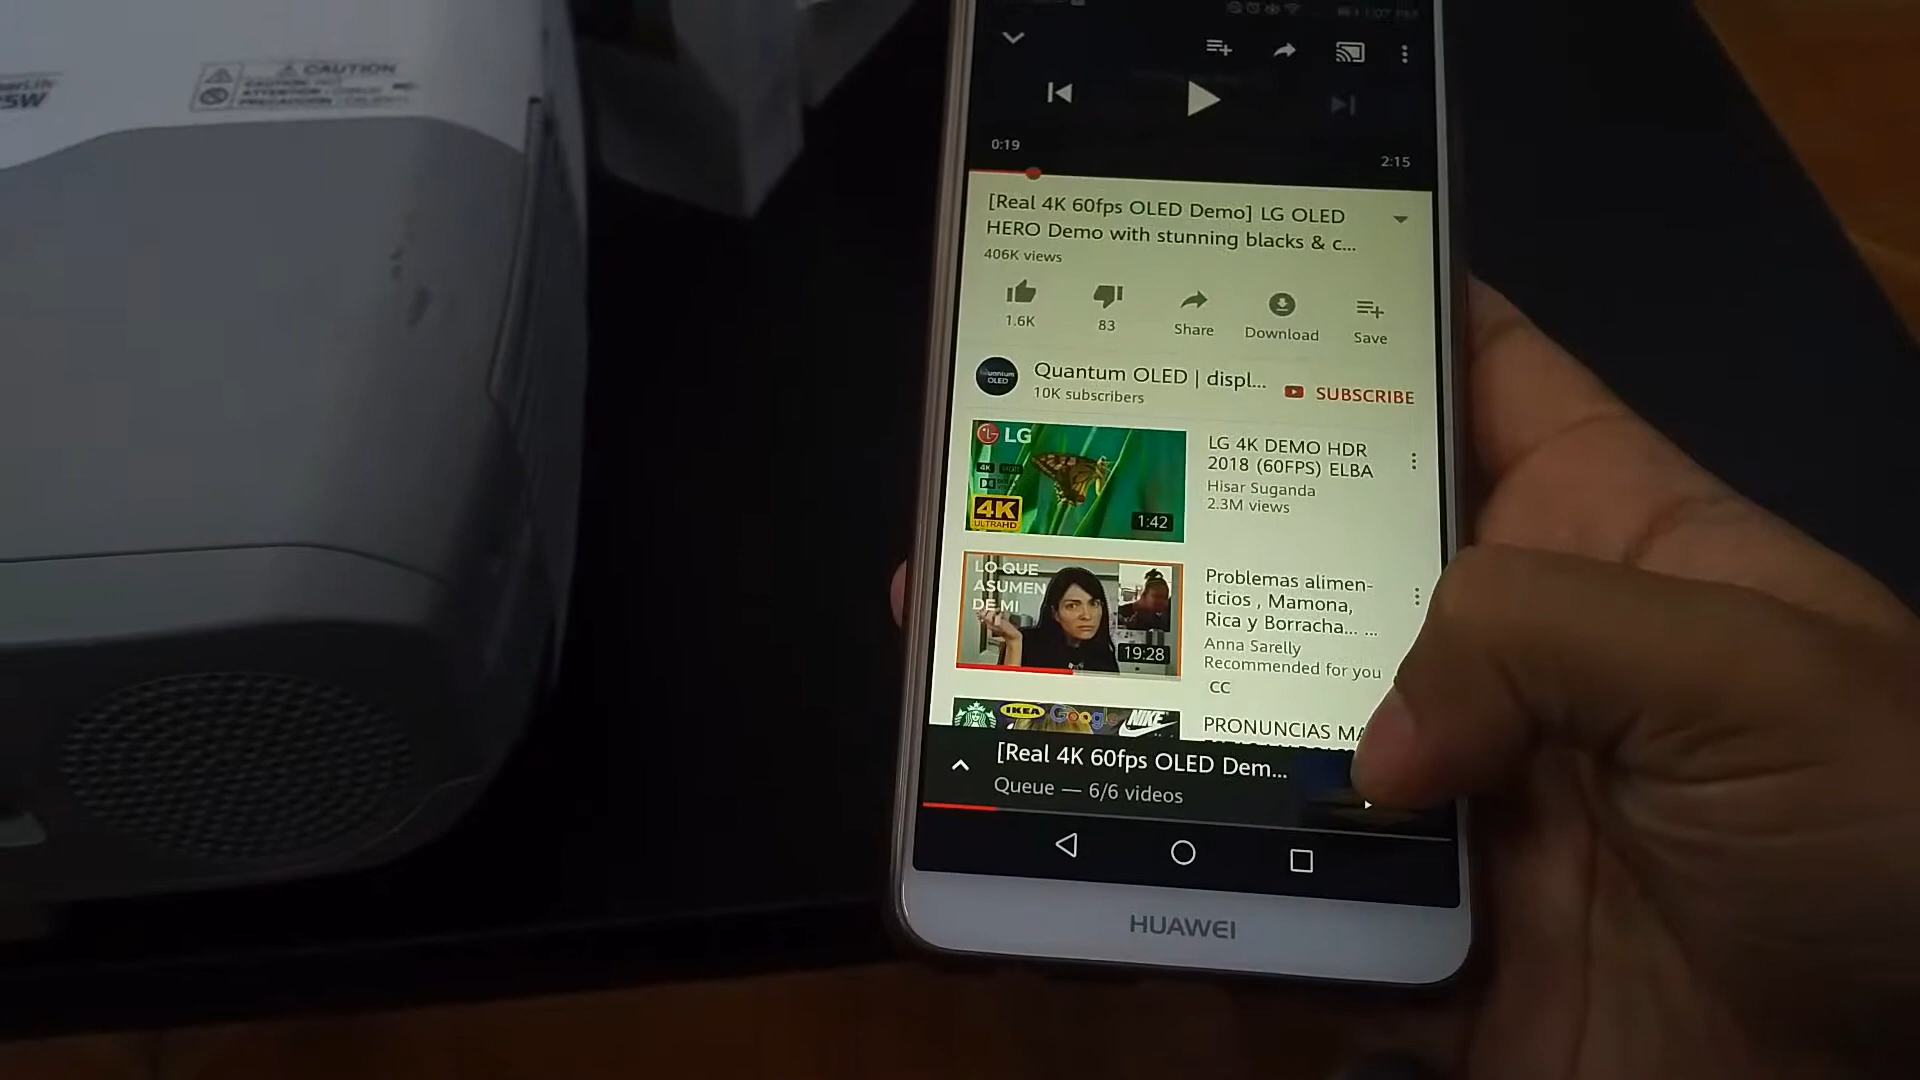 5W
CAUTION
0:19
2:15
[Real 4K 60fps OLED Demo] LG OLED
HERO Demo with stunning blacks & c...
406K views
1.6K
83
Share
Download
Save
OLED
Quantum OLED | displ...
10K subscribers
SUBSCRIBE
LG
4K
4K
ULTRAHD
1:42
LG 4K DEMO HDR
2018 (60FPS) ELBA
Hisar Suganda
2.3M views
LO QUE
ASUMEN
DE MI
19:28
Problemas alimen-
ticios , Mamona,
Rica y Borracha... ...
Anna Sarelly
Recommended for you
CC
IKEA
Google
NIKE
PRONUNCIAS MA
[Real 4K 60fps OLED Dem...
Queue — 6/6 videos
HUAWEI